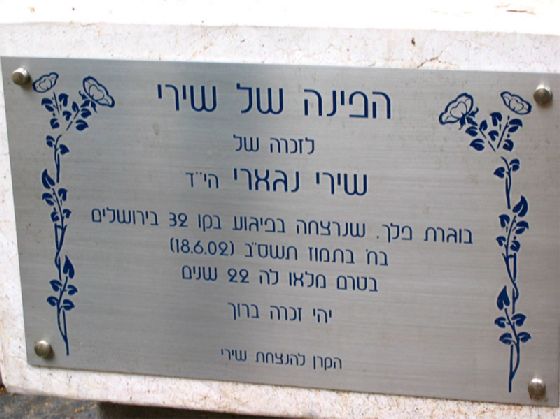 הפינה של שירי
לזכרה של
שירי נגארי הי"ד
בוגרת פלך, שנרצחה בפיגוע בקו 32 בירושלים
בח' בתמוז תשס"ב (18.6.02)
בטרם מלאו לה 22 שנים
יהי זכרה ברוך
הקרן להנצחת שירי